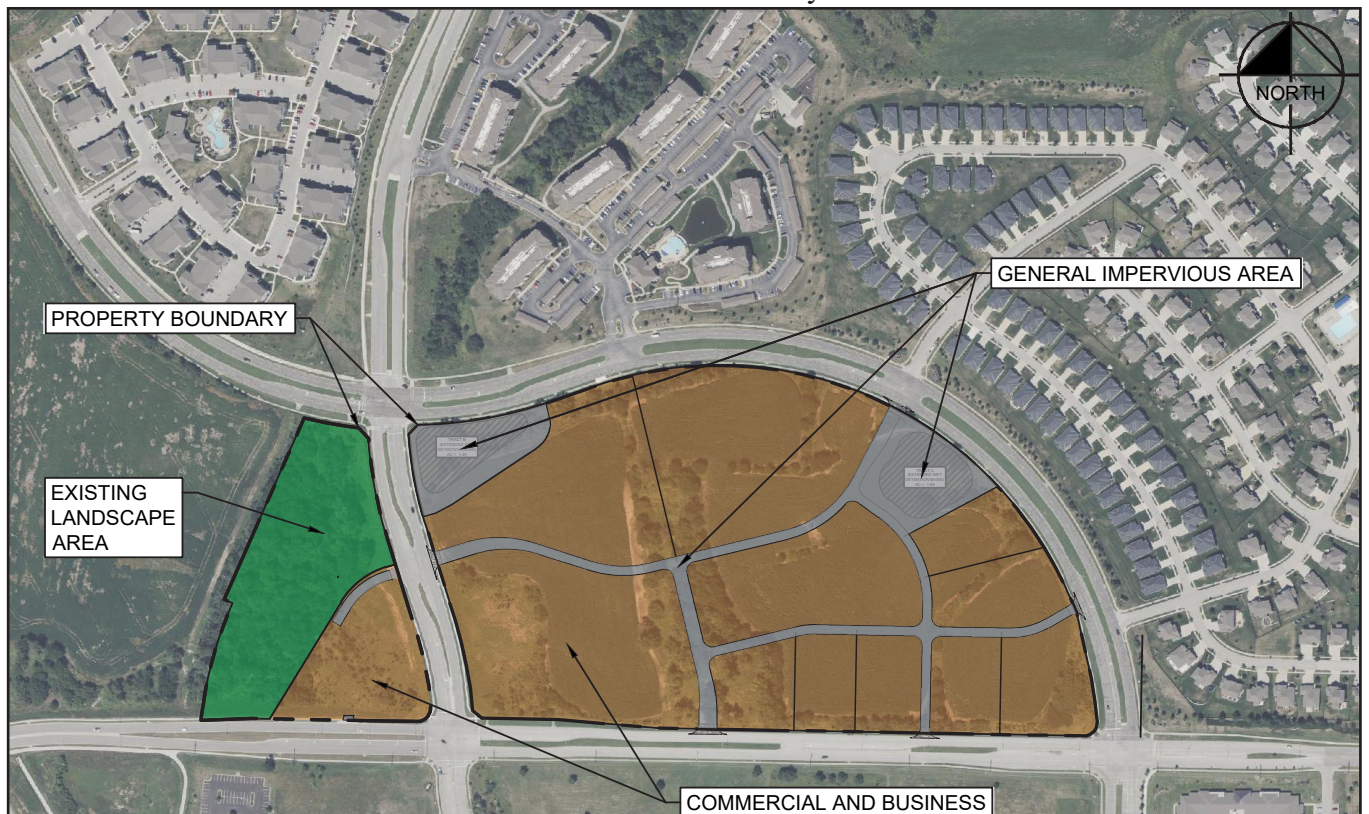 NORTH
GENERAL IMPERVIOUS AREA
PROPERTY BOUNDARY
EXISTING
LANDSCAPE
AREA
COMMERCIAL AND BUSINESS